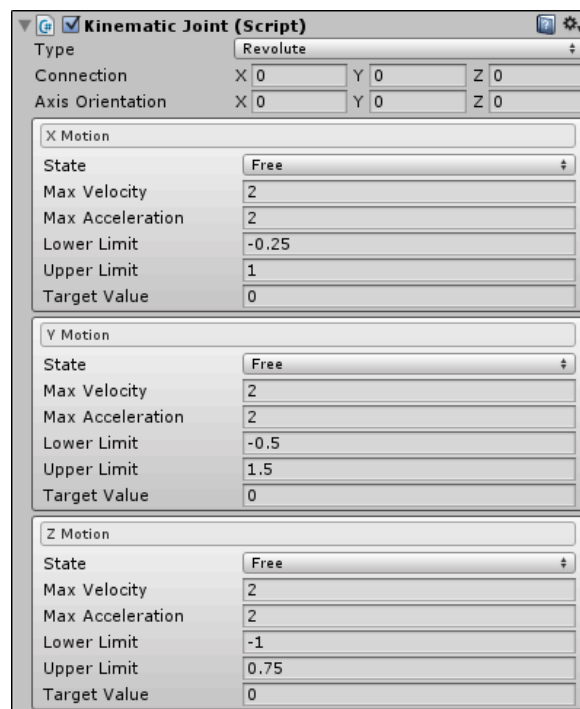 Kinematic Joint (Script)
Type Revolute
Connection X 0 Y 0 Z 0
Axis Orientation X 0 Y 0 Z 0
X Motion
State Free
Max Velocity 2
Max Acceleration 2
Lower Limit -0.25
Upper Limit 1
Target Value 0
Y Motion
State Free
Max Velocity 2
Max Acceleration 2
Lower Limit -0.5
Upper Limit 1.5
Target Value 0
Z Motion
State Free
Max Velocity 2
Max Acceleration 2
Lower Limit -1
Upper Limit 0.75
Target Value 0